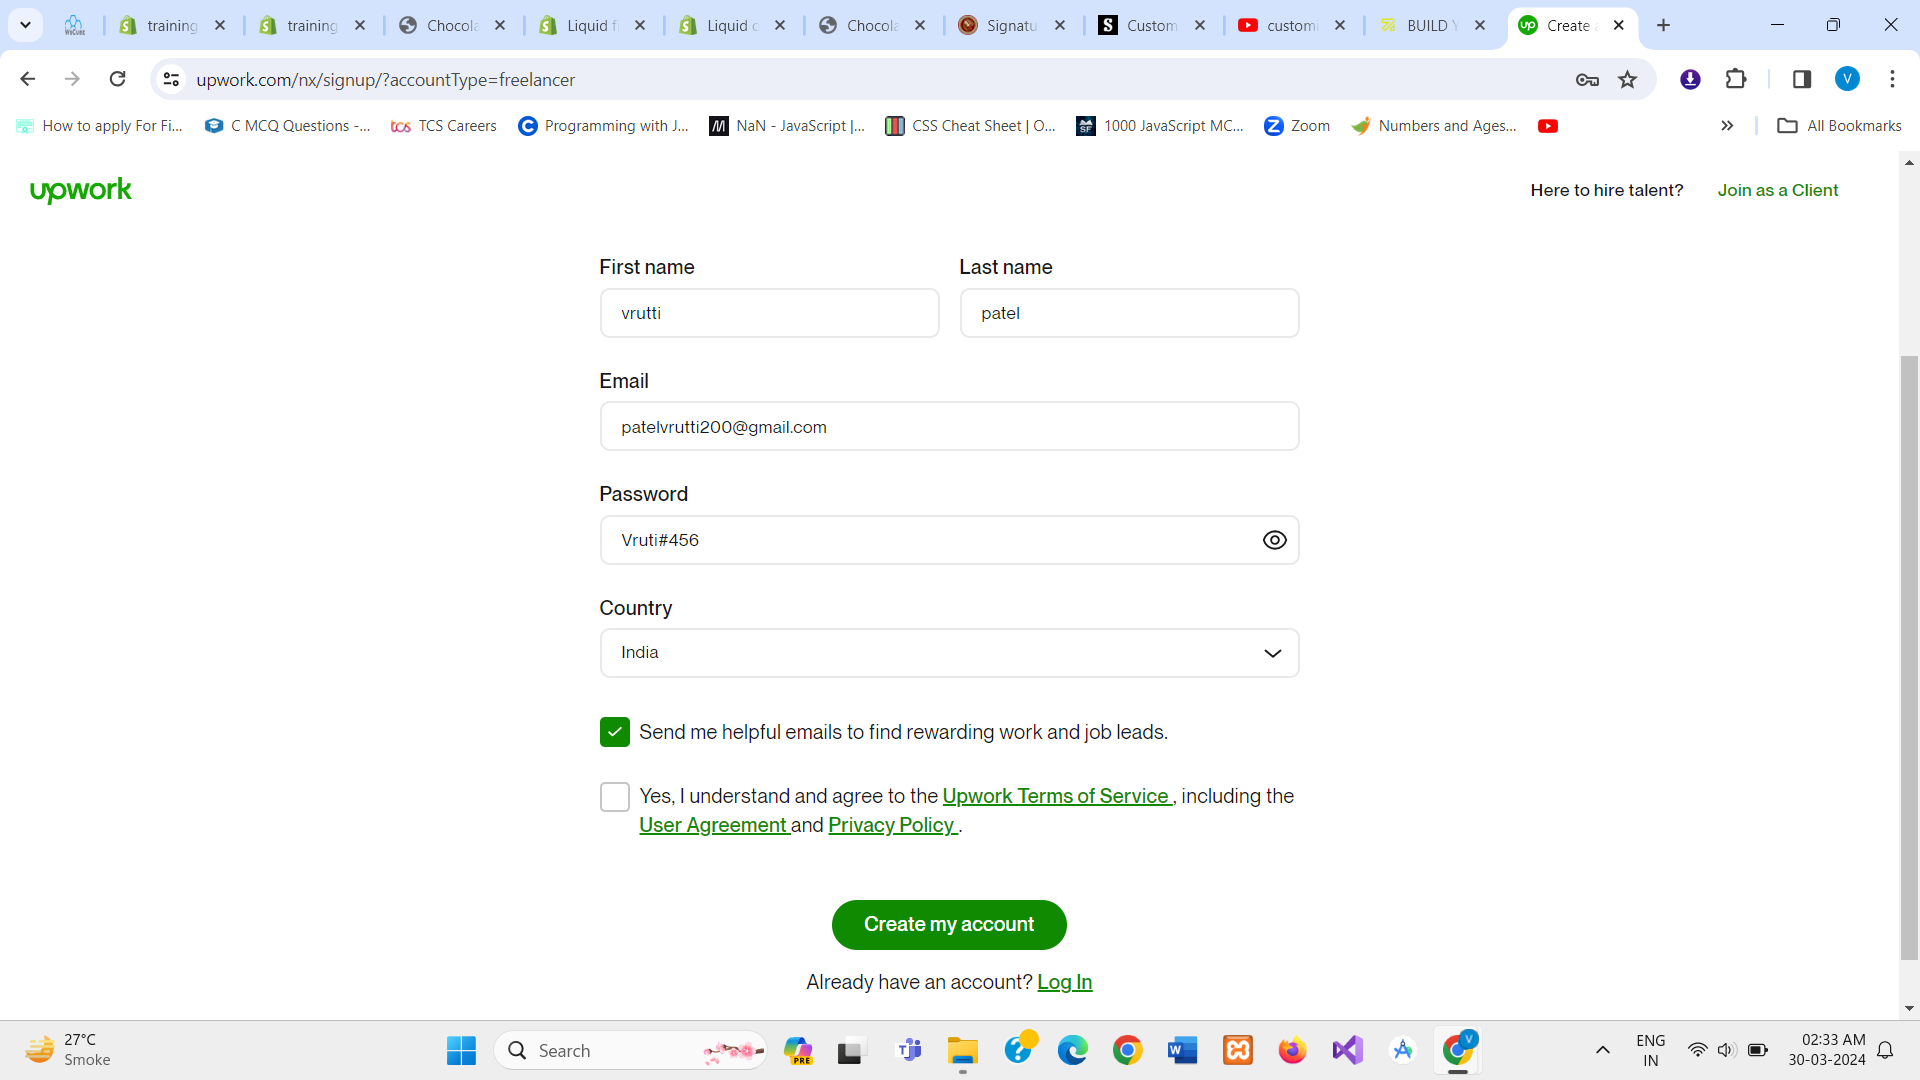 training
training
Chocola
Liquid f
Liquid o
Chocola
Signatu
Custom
customi
BUILD Y
Create a
upwork.com/nx/signup/?accountType=freelancer
V
How to apply For Fi...
C MCQ Questions -...
tcs TCS Careers
Programming with J...
NaN - JavaScript |...
CSS Cheat Sheet | O...
1000 JavaScript MC...
Zoom
Numbers and Ages...
All Bookmarks
upwork
Here to hire talent?
Join as a Client
First name
Last name
vrutti
patel
Email
patelvrutti200@gmail.com
Password
Vruti#456
Country
India
Send me helpful emails to find rewarding work and job leads.
Yes, I understand and agree to the Upwork Terms of Service , including the
User Agreement and Privacy Policy .
Create my account
Already have an account? Log In
27°C
Smoke
Search
PRE
ENG
IN
02:33 AM
30-03-2024